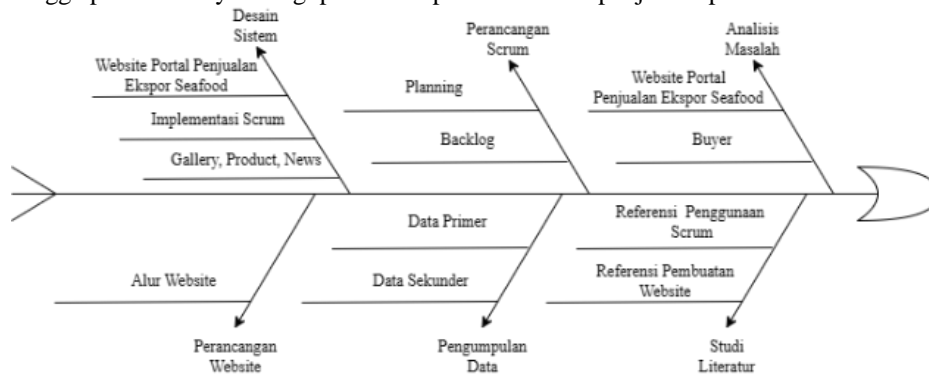 Desain
Sistem
Website Portal Penjualan
Ekspor Seafood
Implementasi Scrum
Gallery, Product, News
Perancangan
Scrum
Planning
Backlog
Analisis
Masalah
Website Portal
Penjualan Ekspor Seafood
Buyer
Alur Website
Perancangan
Website
Data Primer
Data Sekunder
Pengumpulan
Data
Referensi Penggunaan
Scrum
Referensi Pembuatan
Website
Studi
Literatur